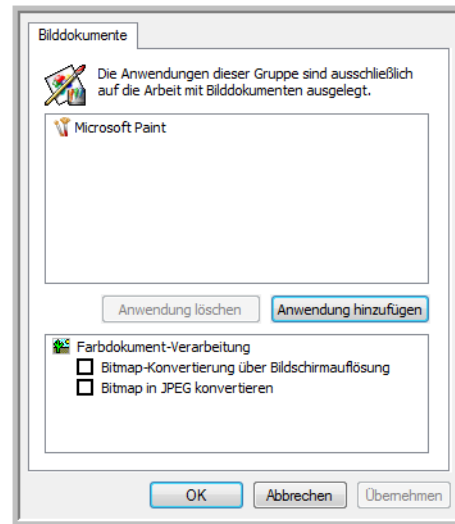 Bilddokumente
Die Anwendungen dieser Gruppe sind ausschließlich
auf die Arbeit mit Bilddokumenten ausgelegt.
Microsoft Paint
Anwendung löschen
Anwendung hinzufügen
Farbdokument-Verarbeitung
Bitmap-Konvertierung über Bildschirmauflösung
Bitmap in JPEG konvertieren
OK
Abbrechen
Übernehmen